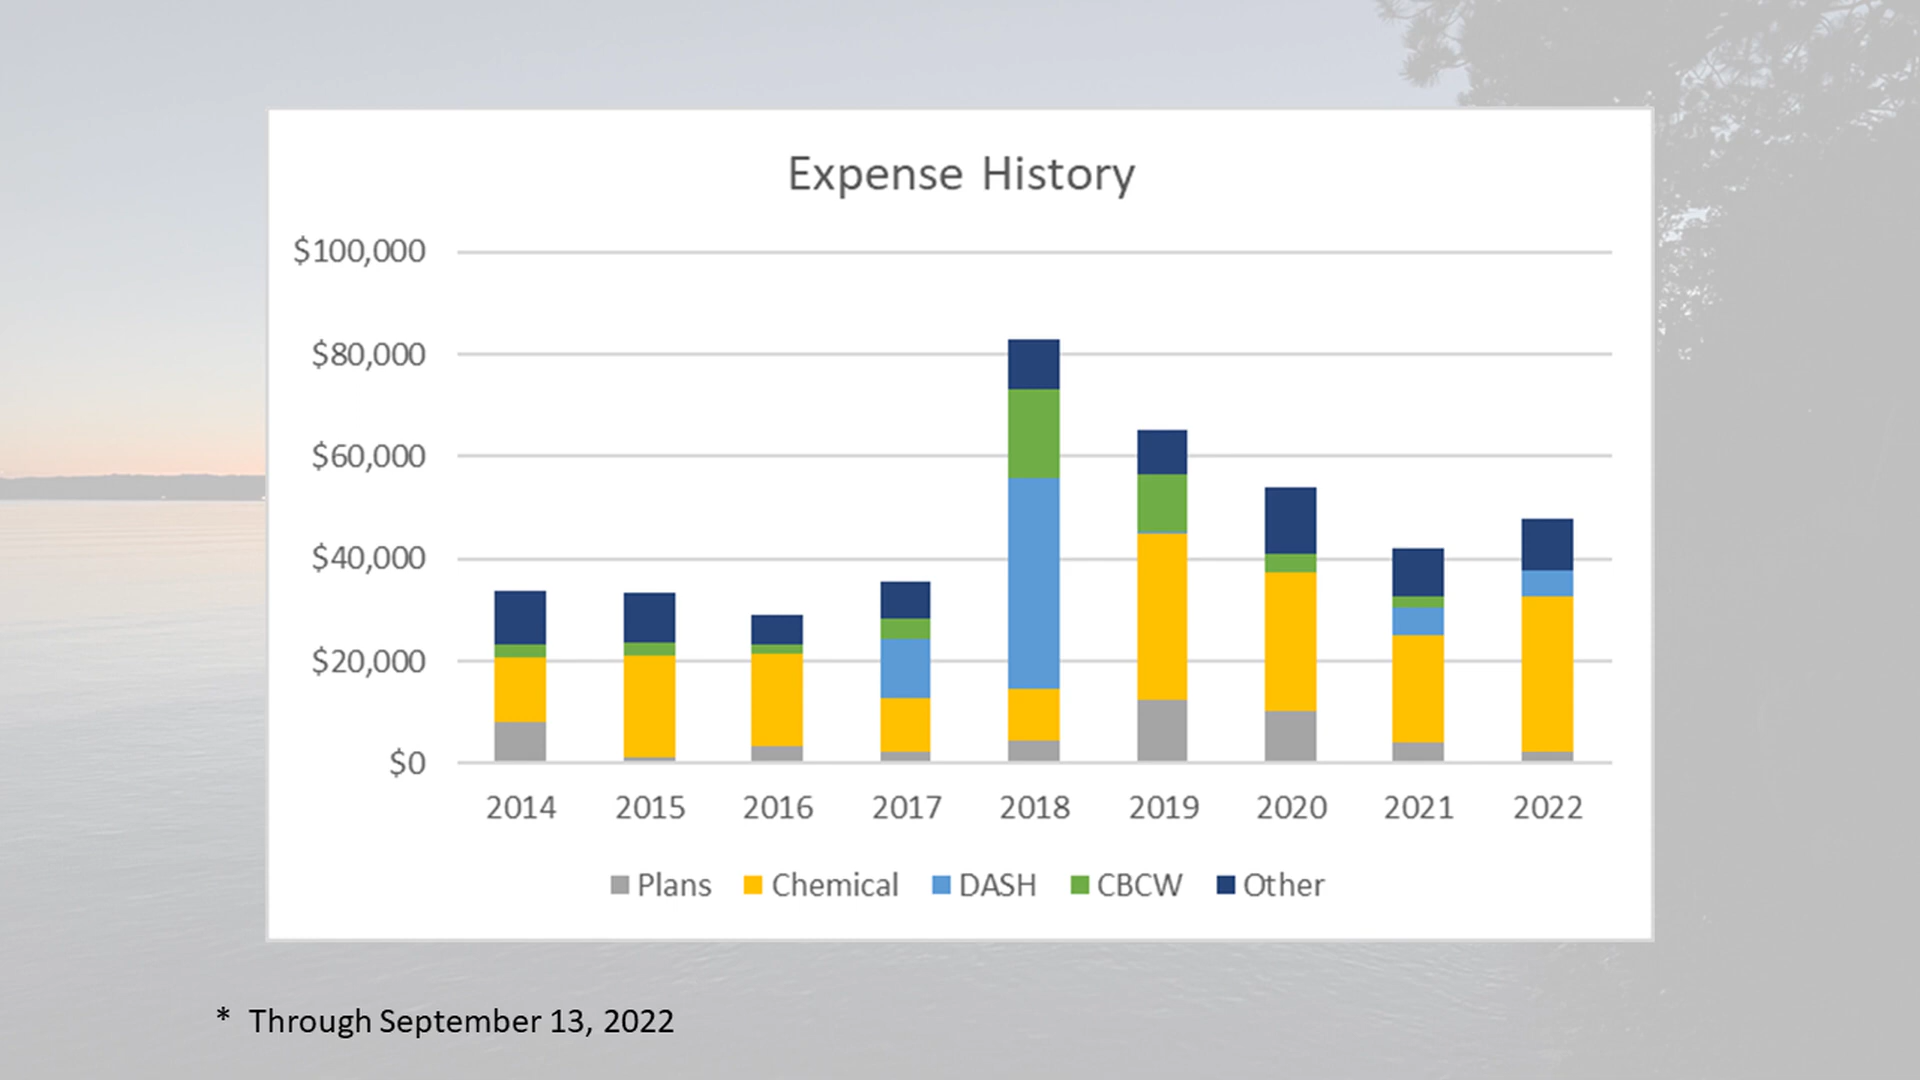 Expense History
$100,000
$80,000
$60,000
$40,000
$20,000
$0
2014 2015 2016 2017 2018 2019 2020 2021 2022
Plans Chemical DASH CBCW Other
* Through September 13, 2022